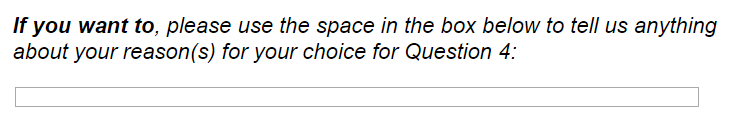 If you want to, please use the space in the box below to tell us anything
about your reason(s) for your choice for Question 4: